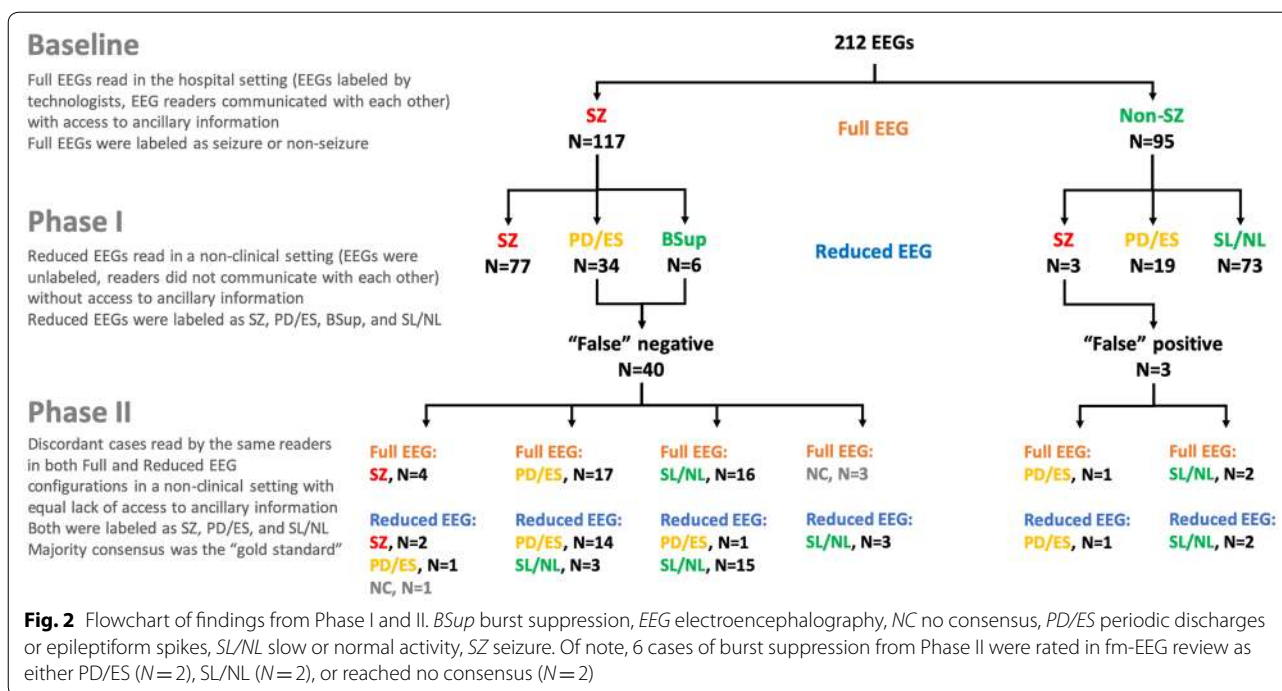 Baseline
Full EEGs read in the hospital setting (EEGs labeled by
technologists, EEG readers communicated with each other)
with access to ancillary information
Full EEGs were labeled as seizure or non-seizure
212 EEGs
SZ
N=117
Full EEG
Non-SZ
N=95
Phase I
Reduced EEGs read in a non-clinical setting (EEGs were
unlabeled, readers did not communicate with each other)
without access to ancillary information
Reduced EEGs were labeled as SZ, PD/ES, BSup, and SL/NL
SZ
N=77
PD/ES
N=34
BSup
N=6
Reduced EEG
SZ
N=3
PD/ES
N=19
SL/NL
N=73
"False" negative
N=40
"False" positive
N=3
Phase II
Discordant cases read by the same readers
in both Full and Reduced EEG
configurations in a non-clinical setting with
equal lack of access to ancillary information
Both were labeled as SZ, PD/ES, and SL/NL
Majority consensus was the "gold standard"
Full EEG:
SZ, N=4
Reduced EEG:
SZ, N=2
PD/ES, N=1
NC, N=1
Full EEG:
PD/ES, N=17
Reduced EEG:
PD/ES, N=14
SL/NL, N=3
Full EEG:
SL/NL, N=16
Reduced EEG:
PD/ES, N=1
SL/NL, N=15
Full EEG:
NC, N=3
Reduced EEG:
SL/NL, N=3
Full EEG:
PD/ES, N=1
Reduced EEG:
PD/ES, N=1
Full EEG:
SL/NL, N=2
Reduced EEG:
SL/NL, N=2
Fig. 2 Flowchart of findings from Phase I and II. BSup burst suppression, EEG electroencephalography, NC no consensus, PD/ES periodic discharges
or epileptiform spikes, SL/NL slow or normal activity, SZ seizure. Of note, 6 cases of burst suppression from Phase II were rated in fm-EEG review as
either PD/ES (N = 2), SL/NL (N = 2), or reached no consensus (N = 2)